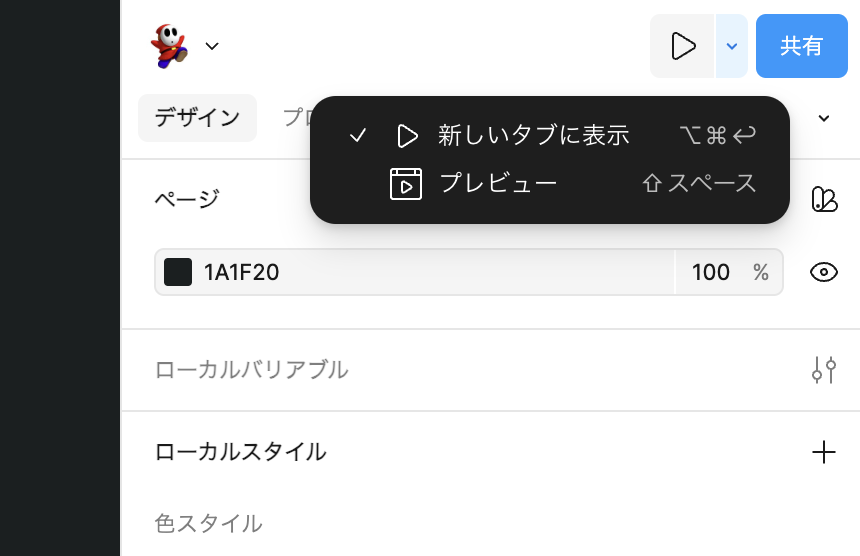 共有
デザイン
プロ
新しいタブに表示 ⌥⌘↩
プレビュー ⇧スペース
ページ
1A1F20 100 %
ローカルバリアブル
ローカルスタイル
色スタイル